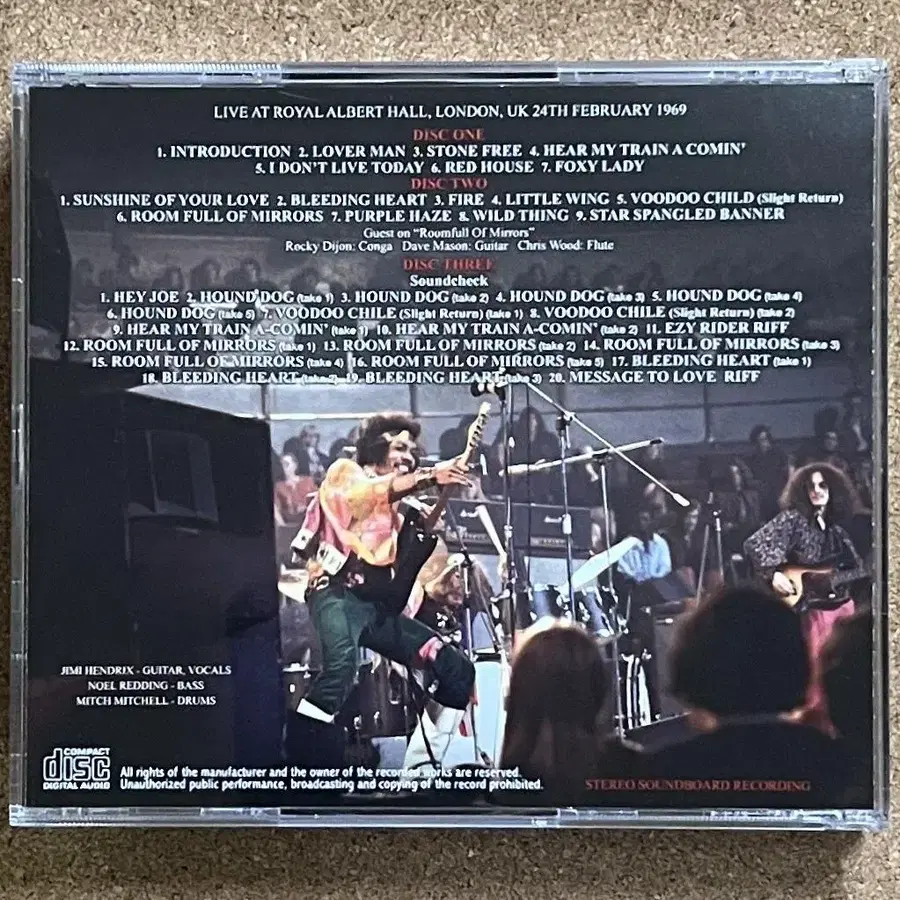 LIVE AT ROYAL ALBERT HALL, LONDON, UK 24TH FEBRUARY 1969
DISC ONE
1. INTRODUCTION 2. LOVER MAN 3. STONE FREE 4. HEAR MY TRAIN A COMIN'
5. I DON'T LIVE TODAY 6. RED HOUSE 7. FOXY LADY
DISC TWO
1. SUNSHINE OF YOUR LOVE 2. BLEEDING HEART 3. FIRE 4. LITTLE WING 5. VOODOO CHILD (Slight Return)
6. ROOM FULL OF MIRRORS 7. PURPLE HAZE 8. WILD THING 9. STAR SPANGLED BANNER
Guest on "Roomfull Of Mirrors"
Rocky Dijon: Conga Dave Mason: Guitar Chris Wood: Flute
DISC THREE
Soundcheck
1. HEY JOE 2. HOUND DOG (take 1) 3. HOUND DOG (take 2) 4. HOUND DOG (take 3) 5. HOUND DOG (take 4)
6. HOUND DOG (take 5) 7. VOODOO CHILE (Slight Return) (take 1) 8. VOODOO CHILE (Slight Return) (take 2)
9. HEAR MY TRAIN A-COMIN' (take 1) 10. HEAR MY TRAIN A-COMIN' (take 2) 11. EZY RIDER RIFF
12. ROOM FULL OF MIRRORS (take 1) 13. ROOM FULL OF MIRRORS (take 2) 14. ROOM FULL OF MIRRORS (take 3)
15. ROOM FULL OF MIRRORS (take 4) 16. ROOM FULL OF MIRRORS (take 5) 17. BLEEDING HEART (take 1)
18. BLEEDING HEART (take 2) 19. BLEEDING HEART (take 3) 20. MESSAGE TO LOVE RIFF
JIMI HENDRIX - GUITAR, VOCALS
NOEL REDDING - BASS
MITCH MITCHELL - DRUMS
COMPACT
disc
DIGITAL AUDIO
All rights of the manufacturer and the owner of the recorded works are reserved.
Unauthorized public performance, broadcasting and copying of the record prohibited.
STEREO SOUNDBOARD RECORDING